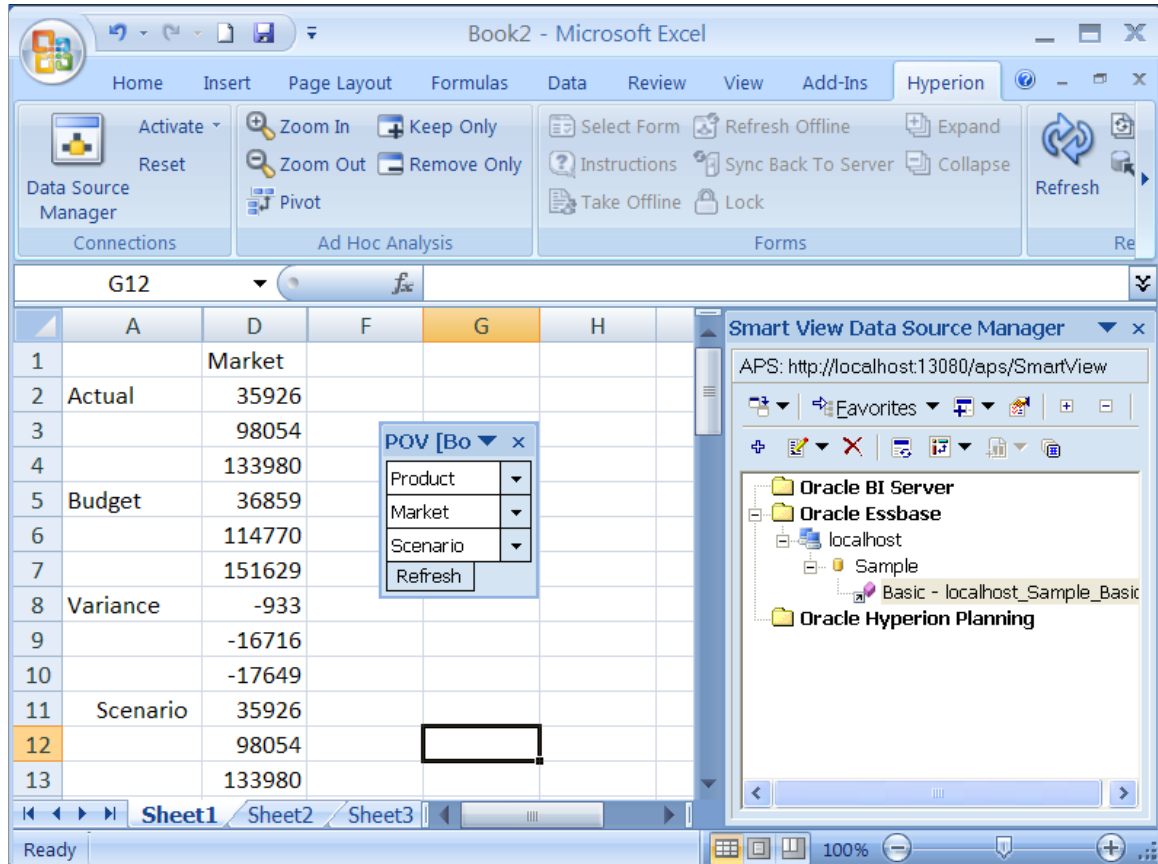 Book2 - Microsoft Excel
Home Insert Page Layout Formulas Data Review View Add-Ins Hyperion
Activate Zoom In Keep Only Select Form Refresh Offline Expand
Reset Zoom Out Remove Only Instructions Sync Back To Server Collapse
Data Source Manager Pivot Take Offline Lock Refresh
Connections Ad Hoc Analysis Forms Re
G12 fx
A D F G H
1 Market
2 Actual 35926
3 98054
4 133980
5 Budget 36859
6 114770
7 151629
8 Variance -933
9 -16716
10 -17649
11 Scenario 35926
12 98054
13 133980
POV [Bo
Product
Market
Scenario
Refresh
Smart View Data Source Manager
APS: http://localhost:13080/aps/SmartView
Favorites
Oracle BI Server
Oracle Essbase
localhost
Sample
Basic - localhost_Sample_Basic
Oracle Hyperion Planning
Sheet1 Sheet2 Sheet3
Ready 100%